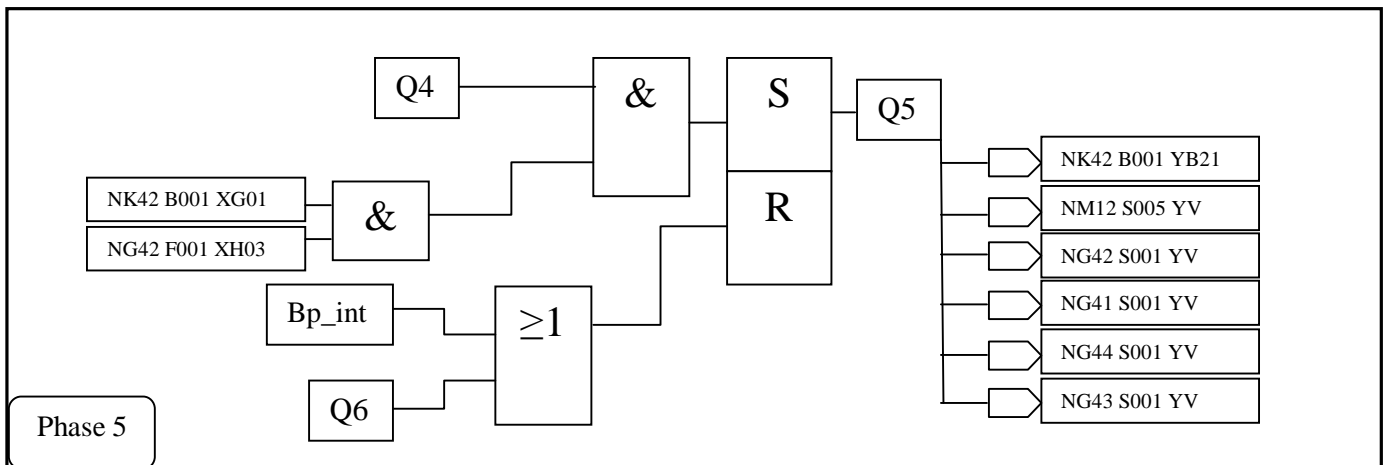 Q4
&
S
Q5
NK42 B001 YB21
NK42 B001 XG01
&
R
NM12 S005 YV
NG42 F001 XH03
NG42 S001 YV
Bp_int
≥1
NG41 S001 YV
NG44 S001 YV
Q6
NG43 S001 YV
Phase 5